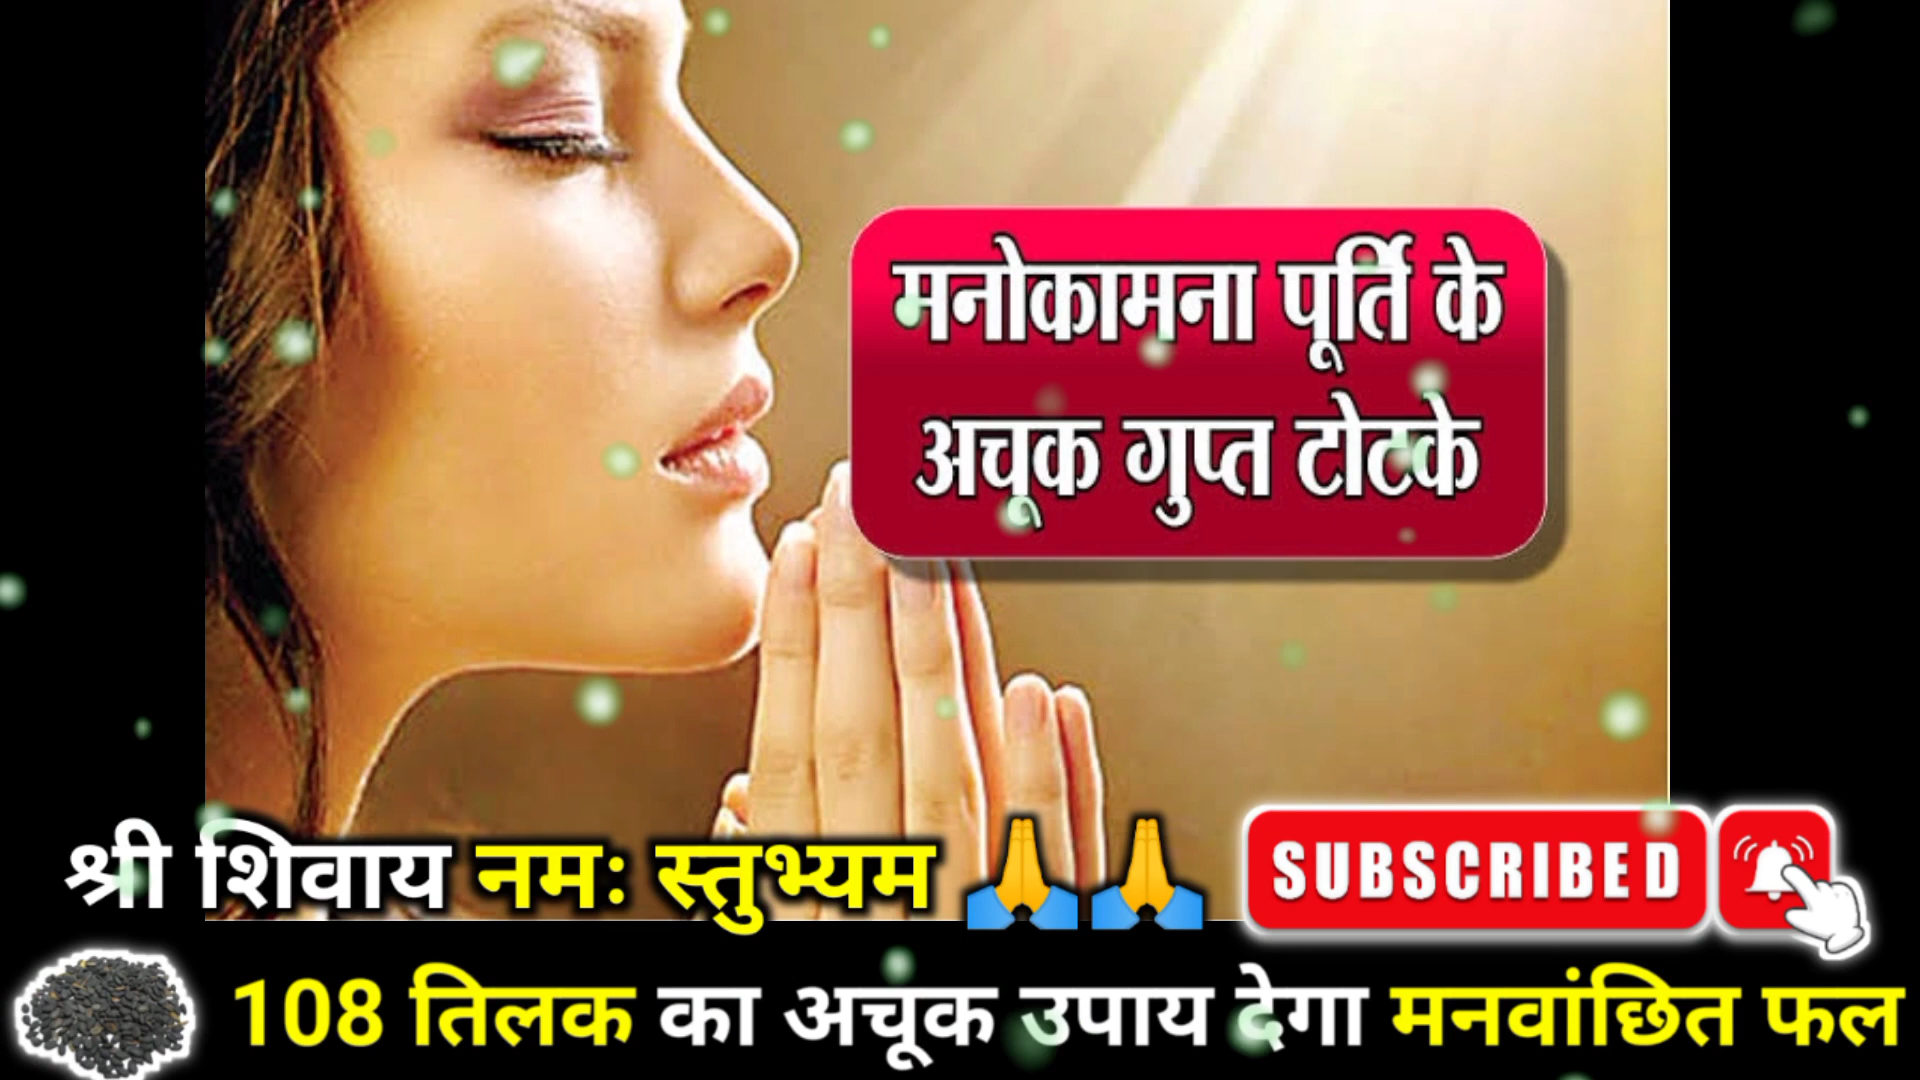 मनोकामना पूर्ति के
अचूक गुप्त टोटके
श्री शिवाय नमः स्तुभ्यम 🙏🙏
SUBSCRIBED
108 तिलक का अचूक उपाय देगा मनवांछित फल